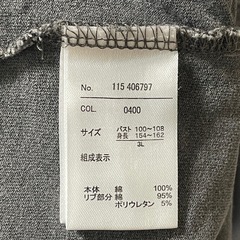 No. 115 406797
COL. 0400
サイズ バスト 100~108
身長 154~162
3L
組成表示
本体 綿 100%
リブ部分 綿 95%
ポリウレタン 5%